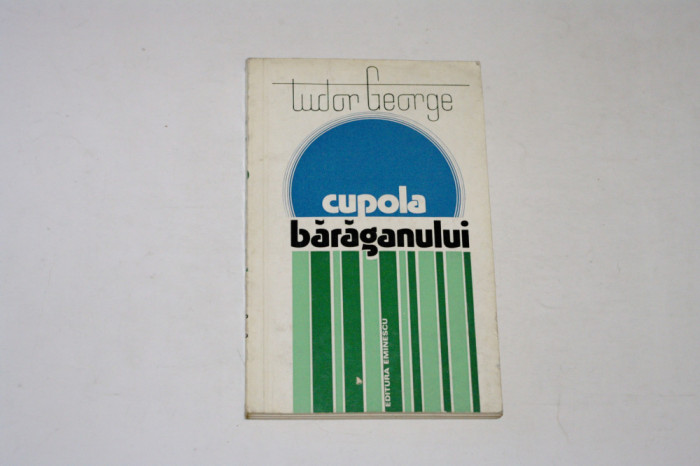 tudor George
cupola
bărăganului
EDITURA EMINESCU